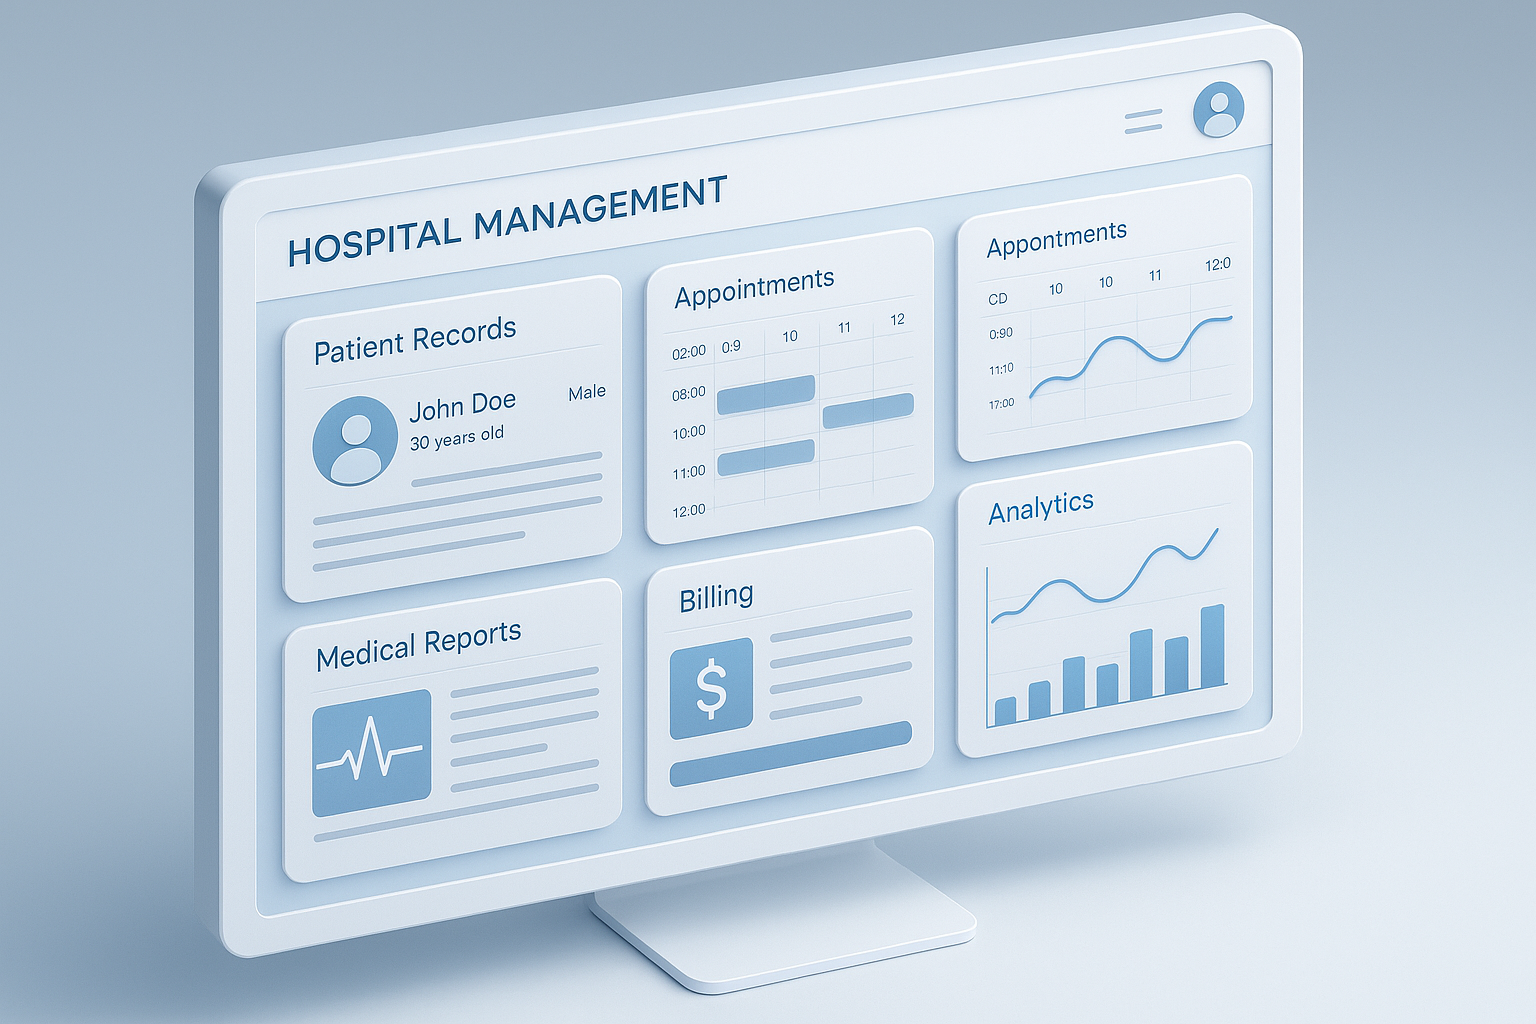 HOSPITAL MANAGEMENT
Patient Records
John Doe
Male
30 years old
Appointments
02:00 0:9 10 11 12
08:00
10:00
11:00
12:00
Appontments
CD 10 10 11 12:0
0:90
11:10
17:00
Medical Reports
Billing
$
Analytics